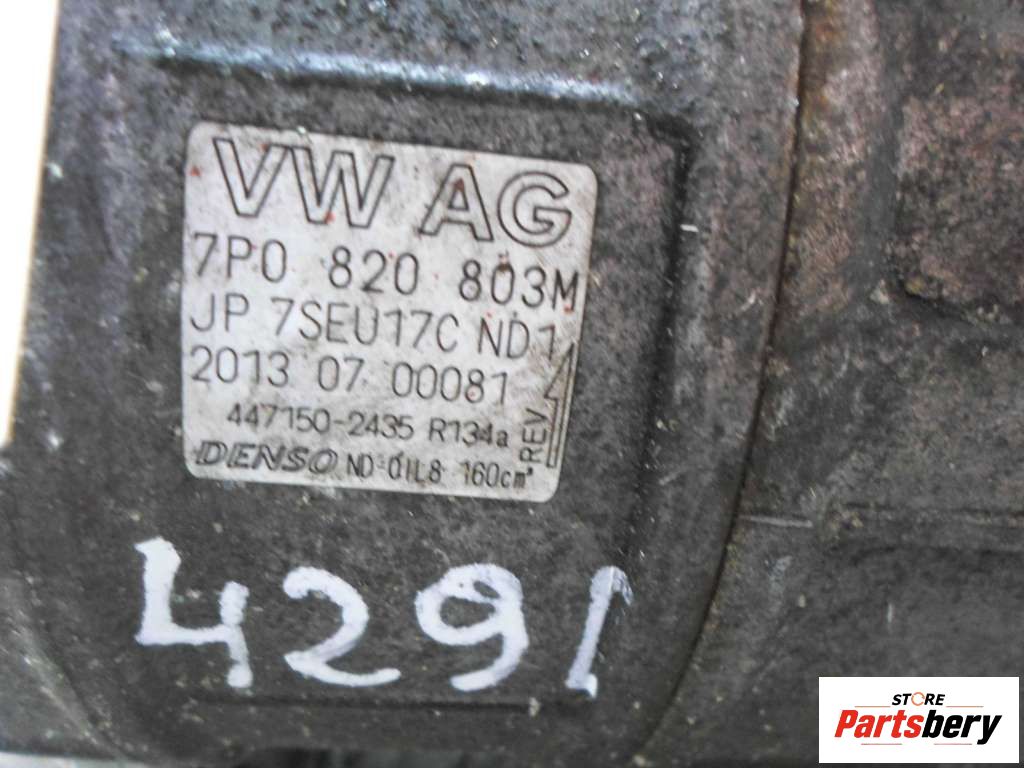 VW AG
7P0 820 803M
JP 7SEU17C ND1
2013 07 00081
447150-2435 R134a
REV
DENSO ND-OIL8 160cm³
4291
STORE
Partsbery